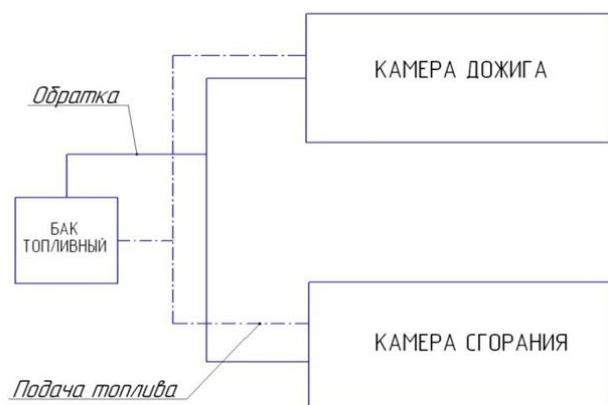 КАМЕРА ДОЖИГА
Обратка
БАК
ТОПЛИВНЫЙ
КАМЕРА СГОРАНИЯ
Подача топлива